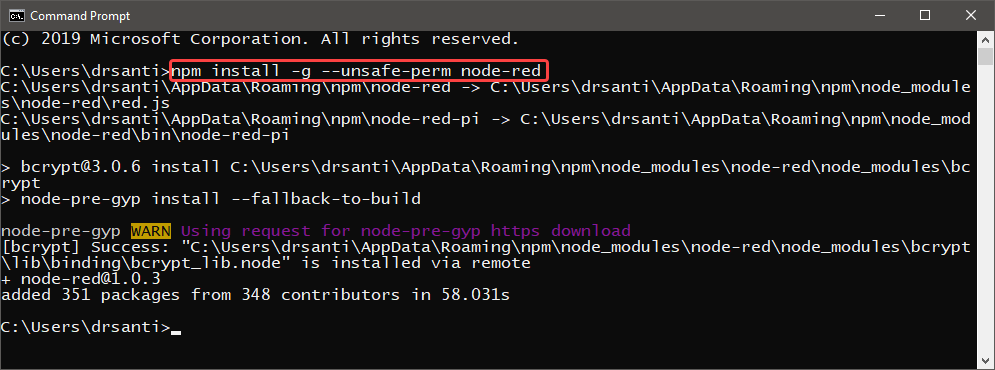 Command Prompt
(c) 2019 Microsoft Corporation. All rights reserved.
C:\Users\drsanti>npm install -g --unsafe-perm node-red
C:\Users\drsanti\AppData\Roaming\npm\node-red -> C:\Users\drsanti\AppData\Roaming\npm\node_module
s\node-red\red.js
C:\Users\drsanti\AppData\Roaming\npm\node-red-pi -> C:\Users\drsanti\AppData\Roaming\npm\node_mod
ules\node-red\bin\node-red-pi
> bcrypt@3.0.6 install C:\Users\drsanti\AppData\Roaming\npm\node_modules\node-red\node_modules\bc
rypt
> node-pre-gyp install --fallback-to-build
node-pre-gyp WARN Using request for node-pre-gyp https download
[bcrypt] Success: "C:\Users\drsanti\AppData\Roaming\npm\node_modules\node-red\node_modules\bcrypt
\lib\binding\bcrypt_lib.node" is installed via remote
+ node-red@1.0.3
added 351 packages from 348 contributors in 58.031s
C:\Users\drsanti>